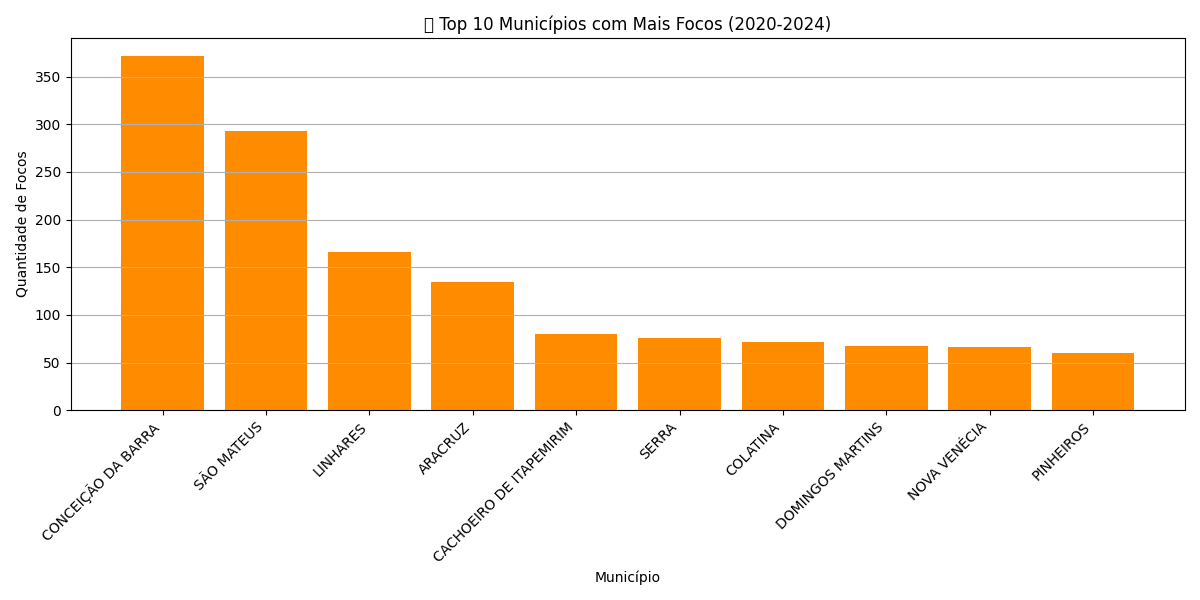 Top 10 Municípios com Mais Focos (2020-2024)
Quantidade de Focos
350
300
250
200
150
100
50
0
CONCEIÇÃO DA BARRA
SÃO MATEUS
LINHARES
ARACRUZ
CACHOEIRO DE ITAPEMIRIM
SERRA
COLATINA
DOMINGOS MARTINS
NOVA VENÉCIA
PINHEIROS
Município